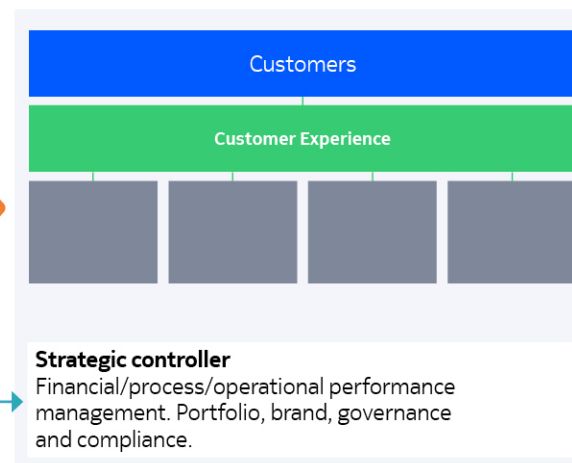 Customers
Customer Experience
Strategic controller
Financial/process/operational performance
management. Portfolio, brand, governance
and compliance.